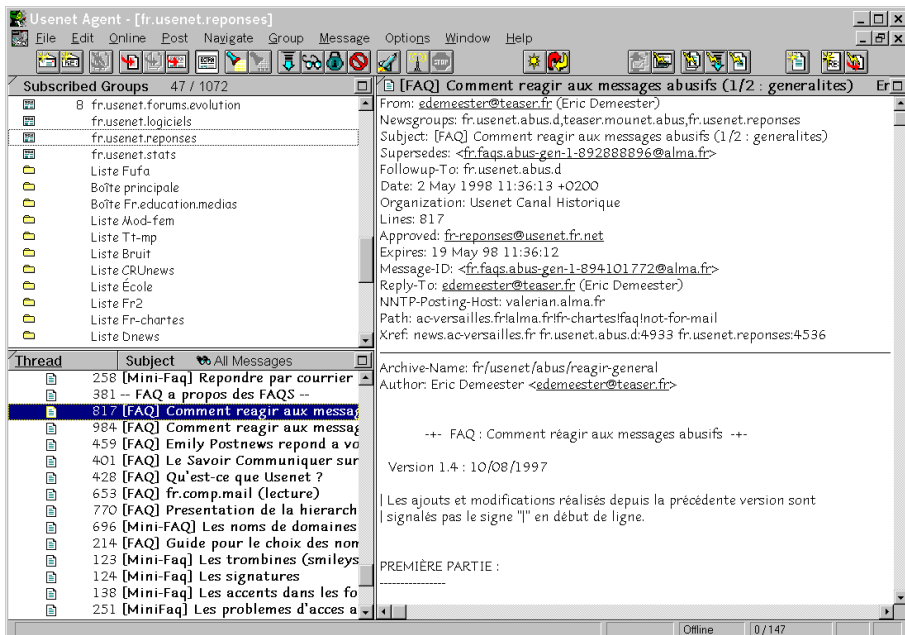 Usenet Agent - [fr.usenet.reponses]
File Edit Online Post Navigate Group Message Options Window Help
Subscribed Groups 47 / 1072
8 fr.usenet.forums.evolution
fr.usenet.logiciels
fr.usenet.reponses
fr.usenet.stats
Liste Fufa
Boîte principale
Boîte Fr.education.medias
Liste Mod-fem
Liste Tt-mp
Liste Bruit
Liste CRUnews
Liste École
Liste Fr2
Liste Fr-chartes
Liste Dnews
Thread Subject All Messages
258 [Mini-Faq] Repondre par courrier
381 -- FAQ a propos des FAQS --
817 [FAQ] Comment reagir aux messag
984 [FAQ] Comment reagir aux messag
459 [FAQ] Emily Postnews repond a vo
401 [FAQ] Le Savoir Communiquer sur
428 [FAQ] Qu'est-ce que Usenet ?
653 [FAQ] fr.comp.mail (lecture)
770 [FAQ] Presentation de la hierarch
696 [Mini-FAQ] Les noms de domaines
214 [FAQ] Guide pour le choix des non
123 [Mini-Faq] Les trombines (smileys
124 [Mini-Faq] Les signatures
138 [Mini-Faq] Les accents dans les fo
251 [MiniFaq] Les problemes d'acces a
[FAQ] Comment reagir aux messages abusifs (1/2 : generalites) Er
From: edemeester@teaser.fr (Eric Demeester)
Newsgroups: fr.usenet.abus.d,teaser.mounet.abus,fr.usenet.reponses
Subject: [FAQ] Comment reagir aux messages abusifs (1/2 : generalites)
Supersedes: <fr.faqs.abus-gen-1-892888896@alma.fr>
Followup-To: fr.usenet.abus.d
Date: 2 May 1998 11:36:13 +0200
Organization: Usenet Canal Historique
Lines: 817
Approved: fr-reponses@usenet.fr.net
Expires: 19 May 98 11:36:12
Message-ID: <fr.faqs.abus-gen-1-894101772@alma.fr>
Reply-To: edemeester@teaser.fr (Eric Demeester)
NNTP-Posting-Host: valerian.alma.fr
Path: ac-versailles.fr!alma.fr!fr-chartes!faq!not-for-mail
Xref: news.ac-versailles.fr fr.usenet.abus.d:4933 fr.usenet.reponses:4536
Archive-Name: fr/usenet/abus/reagir-general
Author: Eric Demeester <edemeester@teaser.fr>
-+- FAQ : Comment réagir aux messages abusifs -+-
Version 1.4 : 10/08/1997
| Les ajouts et modifications réalisés depuis la précédente version sont
| signalés pas le signe "|" en début de ligne.
PREMIÈRE PARTIE :
----------------
Offline 0 / 147